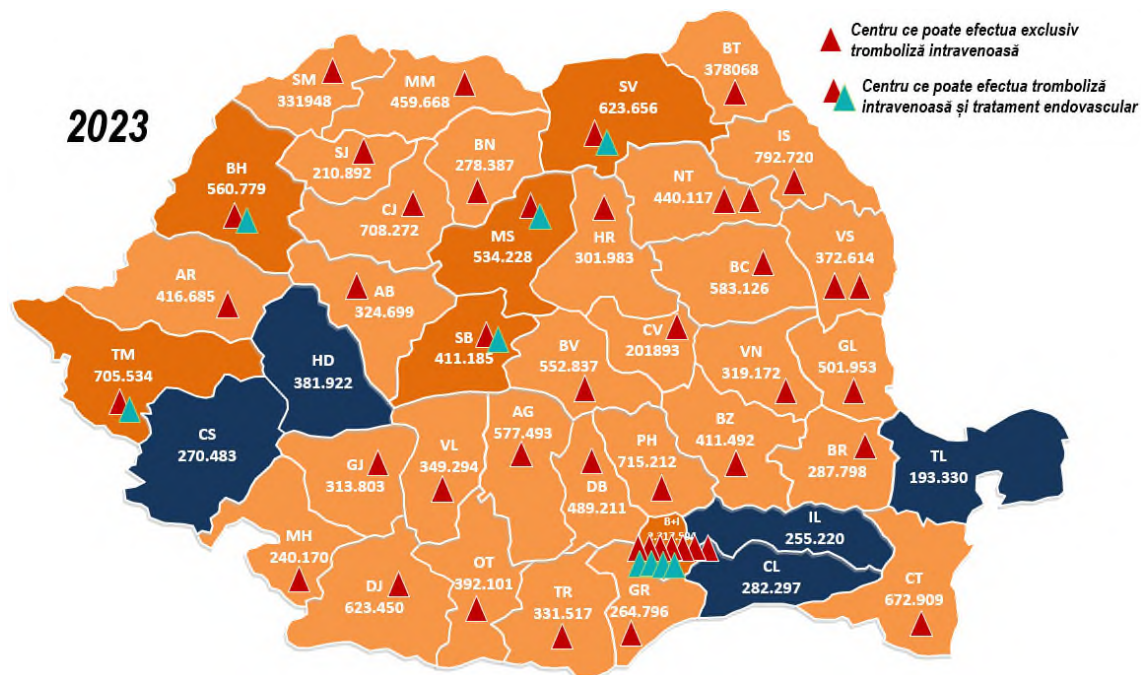 2023
Centru ce poate efectua exclusiv
tromboliză intravenoasă
Centru ce poate efectua tromboliză
intravenoasă și tratament endovascular
SM
331948
MM
459.668
SV
623.656
BT
378068
IS
792.720
BH
560.779
SJ
210.892
BN
278.387
NT
440.117
CJ
708.272
MS
534.228
HR
301.983
BC
583.126
VS
372.614
AR
416.685
AB
324.699
TM
705.534
HD
381.922
SB
411.185
BV
552.837
CV
201893
VN
319.172
GL
501.953
CS
270.483
GJ
313.803
VL
349.294
AG
577.493
DB
489.211
PH
715.212
BZ
411.492
BR
287.798
TL
193.330
MH
240.170
DJ
623.450
OT
392.101
TR
331.517
B+I
GR
264.796
IL
255.220
CL
282.297
CT
672.909